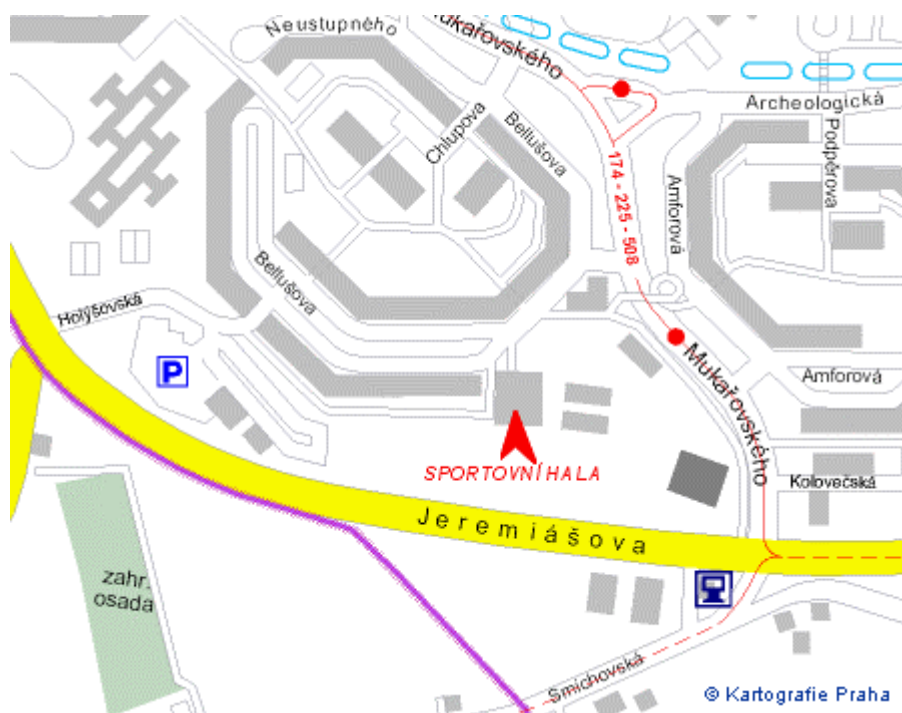 Neustupného
Mukařovského
Archeologická
Chlupova
Bellušova
Podpěrova
174 - 225 - 508
Amforová
Bellušova
Holýšovská
P
Mukařovského
Amforová
SPORTOVNÍ HALA
Kolovečská
Jeremiášova
zahr.
osada
Smíchovská
© Kartografie Praha